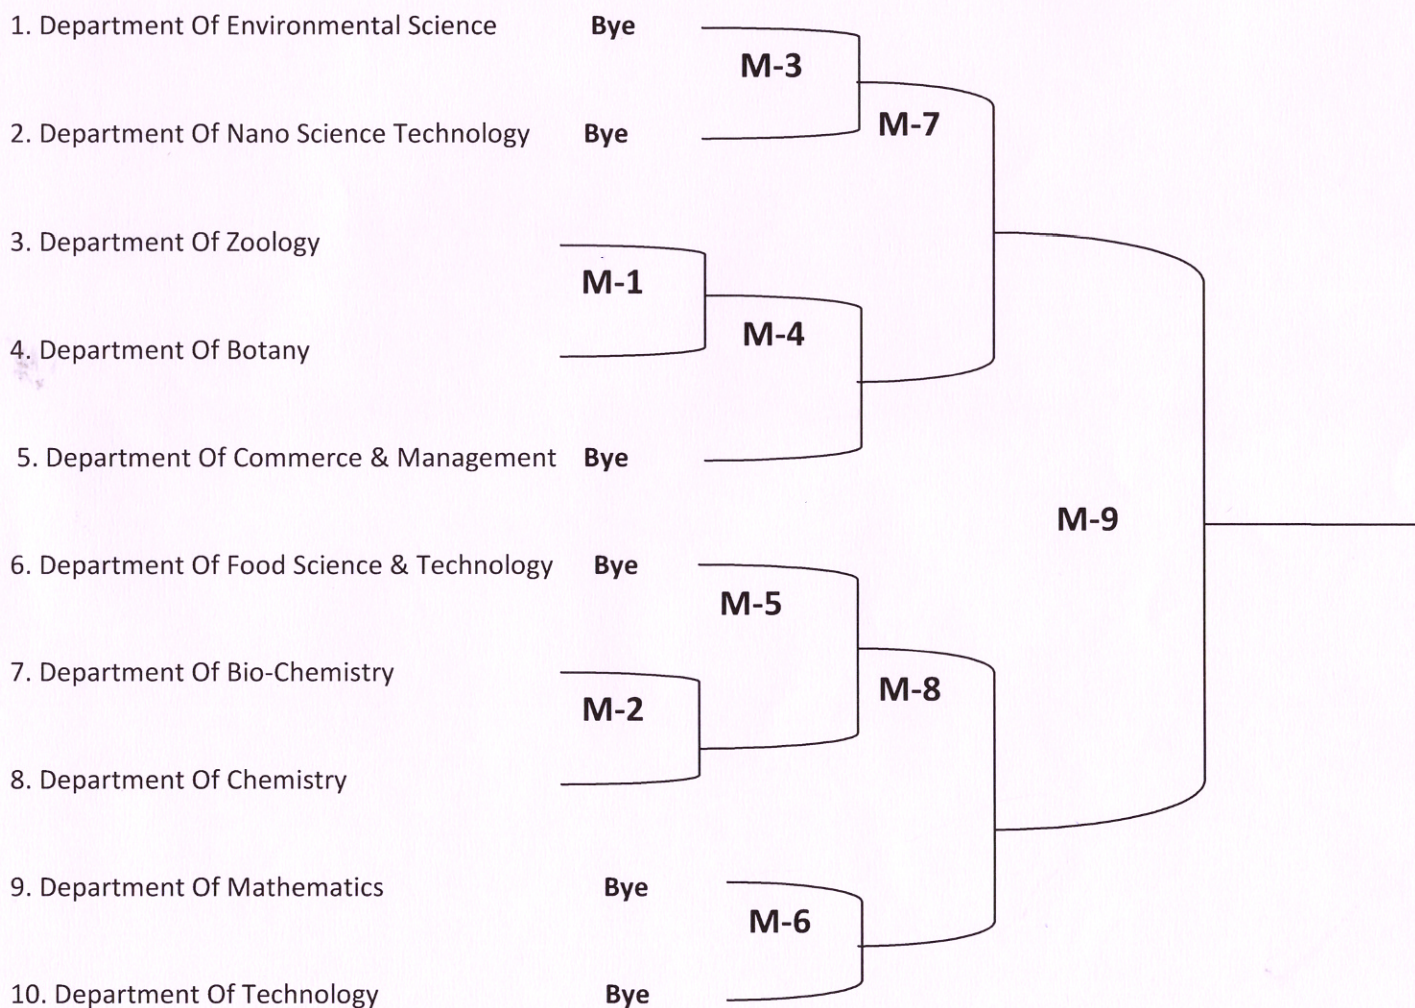 1. Department Of Environmental Science Bye
M-3
M-7
2. Department Of Nano Science Technology Bye
3. Department Of Zoology
M-1
M-4
4. Department Of Botany
5. Department Of Commerce & Management Bye
M-9
6. Department Of Food Science & Technology Bye
M-5
7. Department Of Bio-Chemistry
M-8
M-2
8. Department Of Chemistry
9. Department Of Mathematics Bye
M-6
10. Department Of Technology Bye